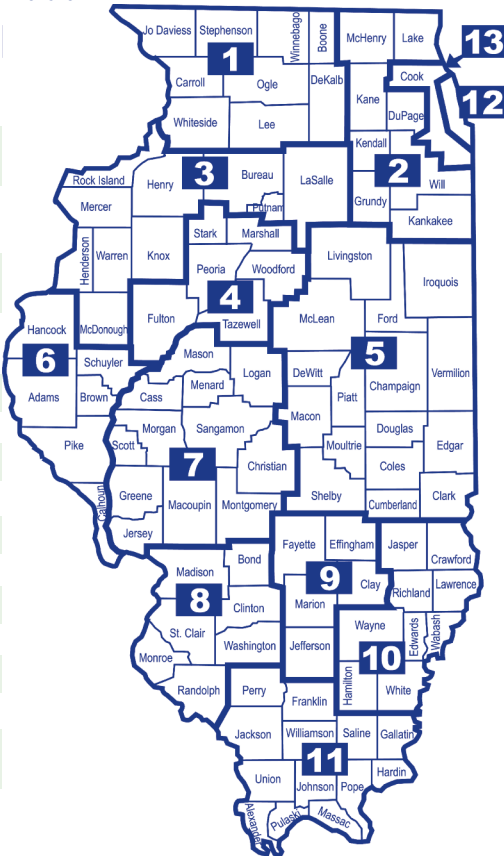 Jo Daviess Stephenson Winnebago Boone McHenry Lake
13
1
Carroll Ogle DeKalb Kane Cook
12
DuPage
Whiteside Lee
Kendall
3 Bureau LaSalle 2 Will
Rock Island Henry
Putnam Grundy
Mercer
Kankakee
Stark Marshall
Henderson Warren Knox Livingston
Peoria Woodford Iroquois
4
Fulton Tazewell McLean Ford
Hancock McDonough
6 Mason 5
Schuyler Logan DeWitt Vermilion
Menard Champaign
Adams Brown Cass Piatt
Macon
Morgan Sangamon Douglas
Pike Scott Moultrie Edgar
7 Christian Coles
Greene Macoupin Shelby Clark
Calhoun Montgomery Cumberland
Jersey
Fayette Effingham Jasper
Bond Crawford
Madison
9
8 Clinton Clay Richland Lawrence
Marion
St. Clair Wayne Edwards Wabash
Washington Jefferson
Monroe 10
Randolph Perry Hamilton White
Franklin
Jackson Williamson Saline Gallatin
11
Union Hardin
Johnson Pope
Alexander Pulaski Massac